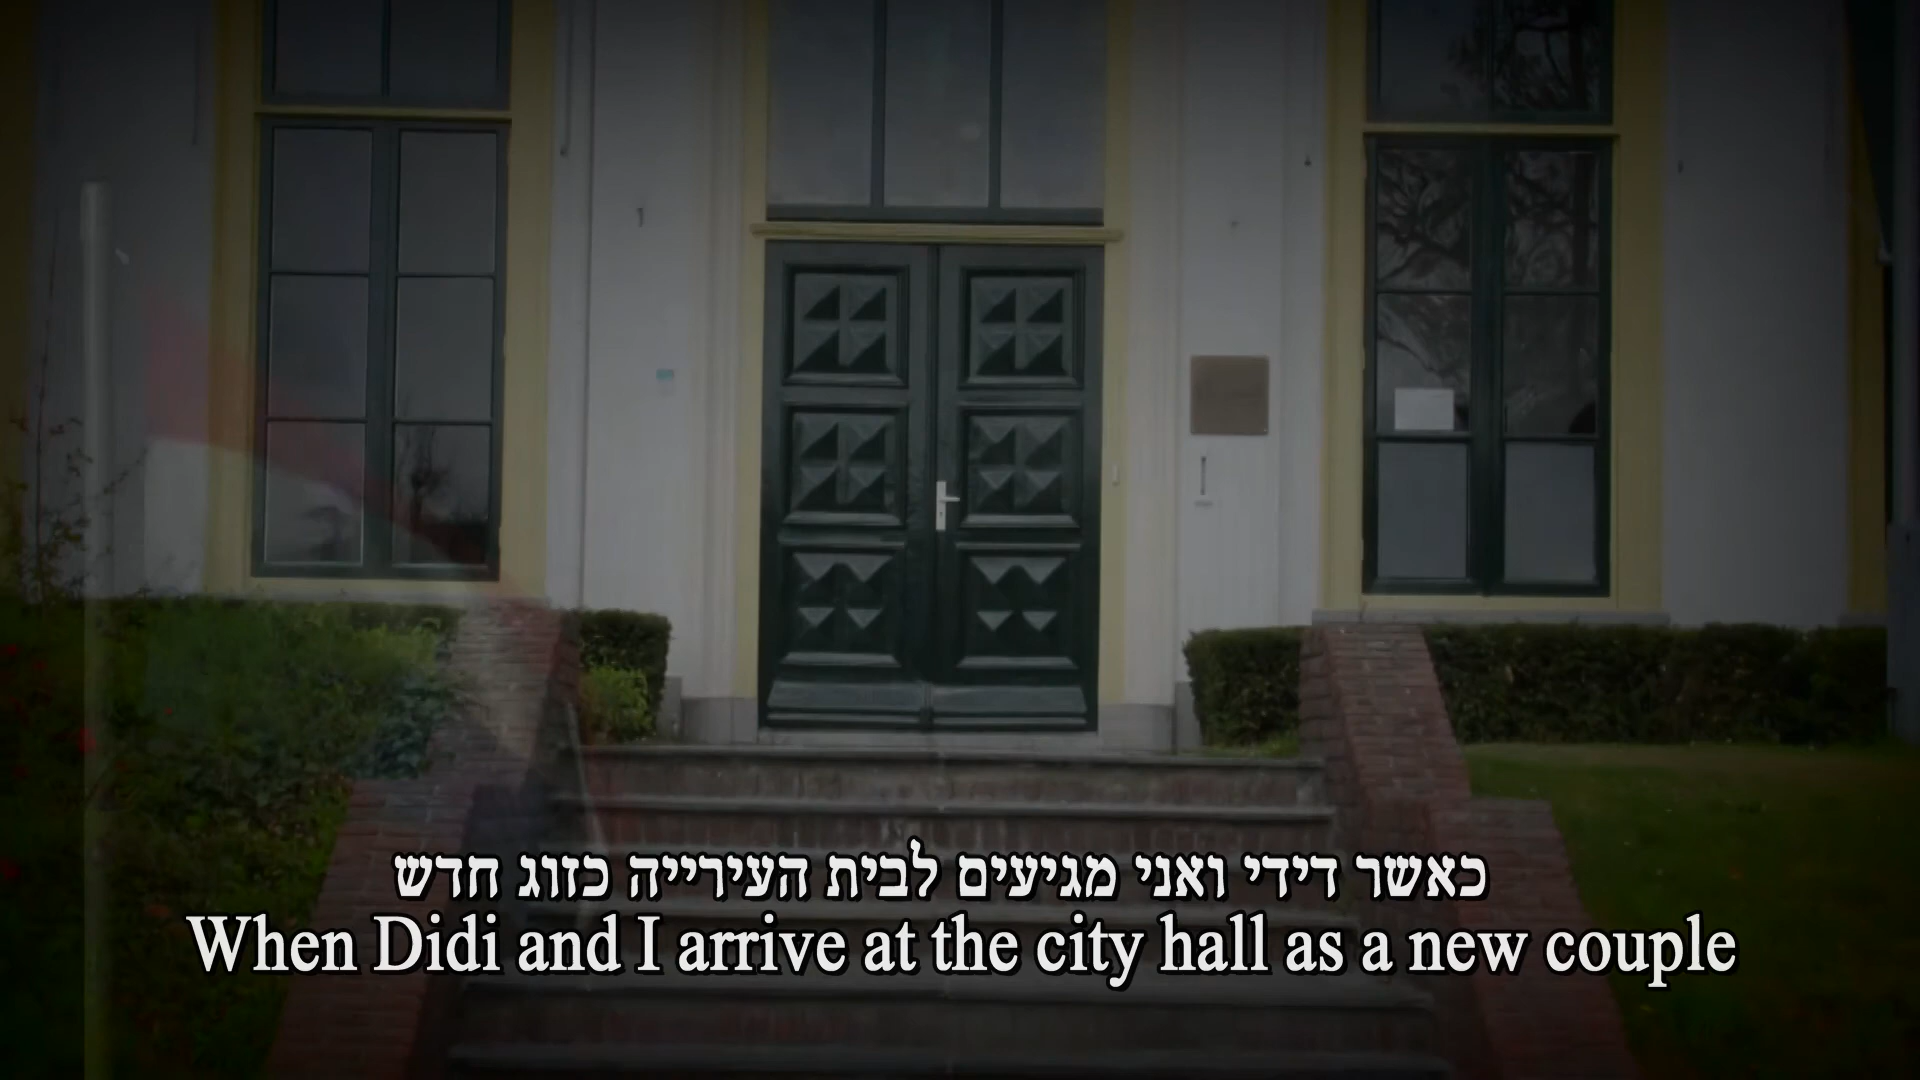 כאשר דידי ואני מגיעים לבית העירייה כזוג חדש
When Didi and I arrive at the city hall as a new couple